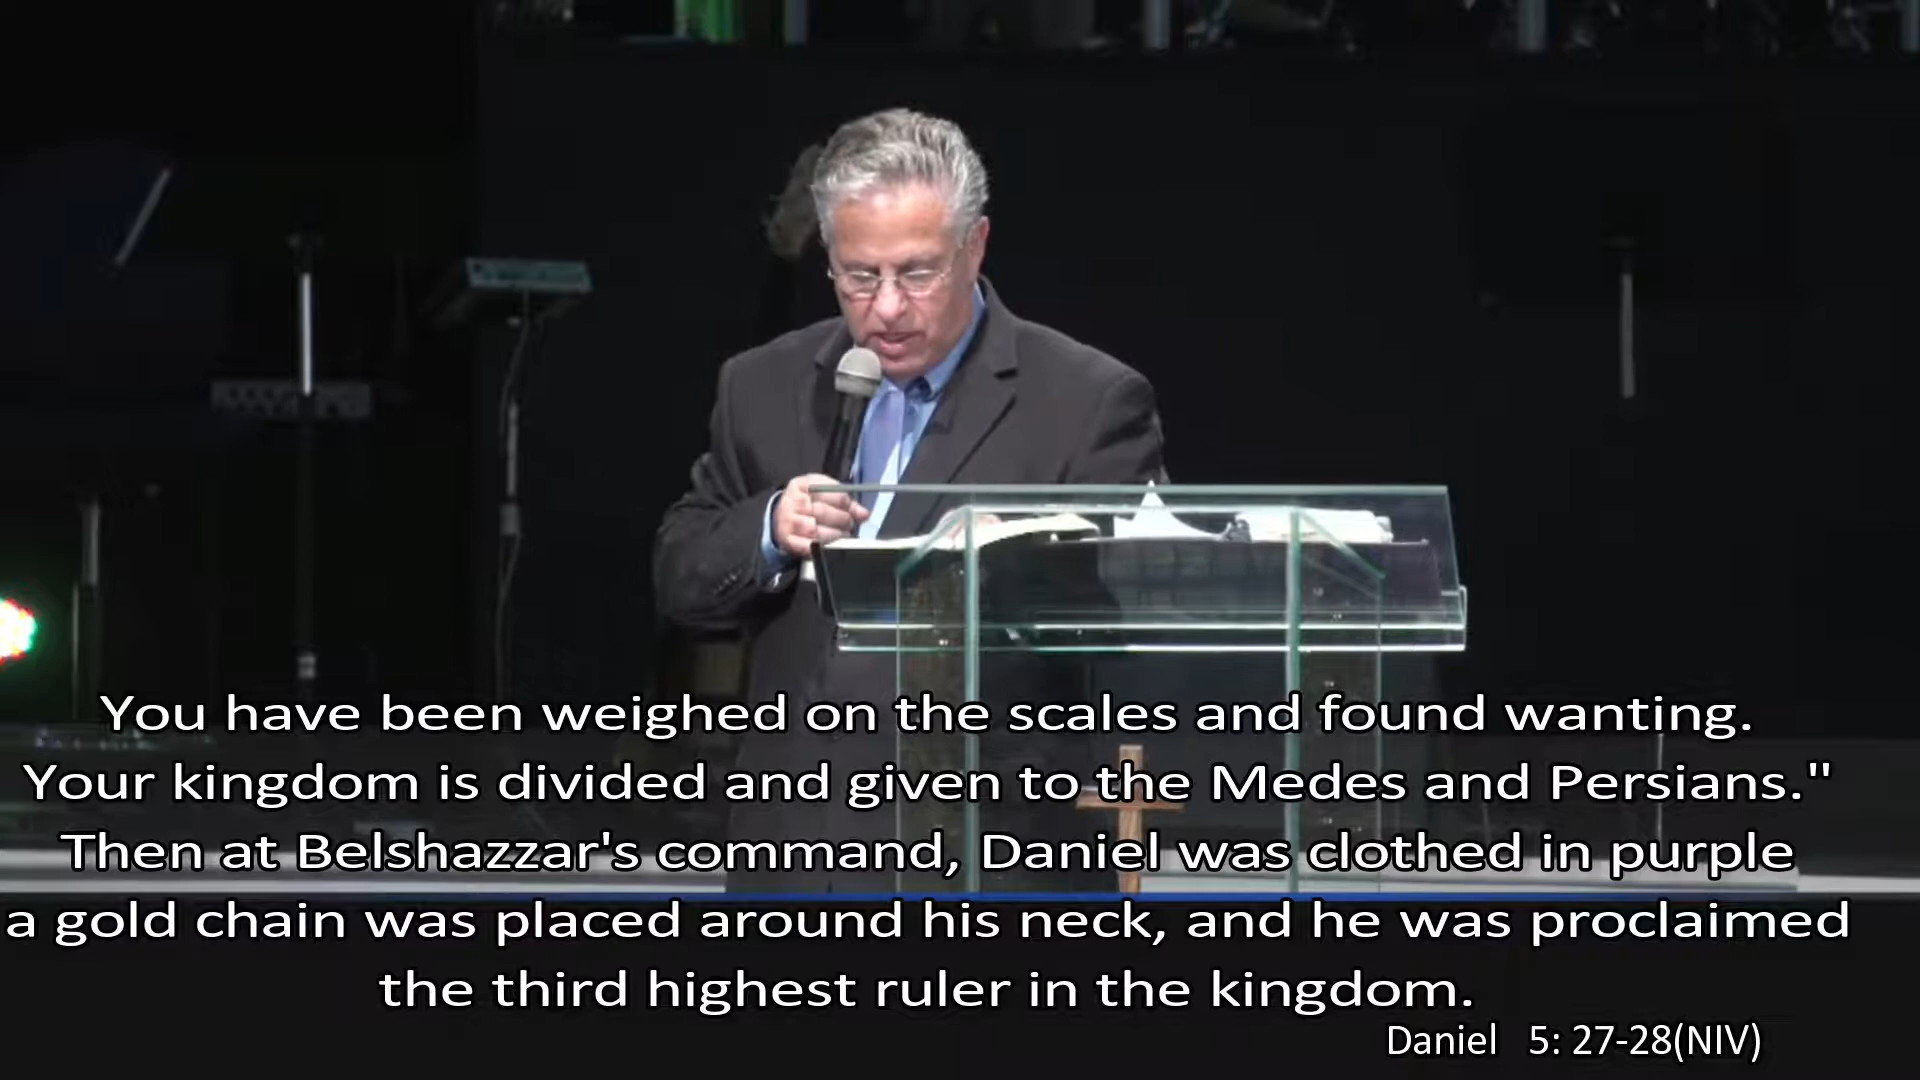 You have been weighed on the scales and found wanting.
Your kingdom is divided and given to the Medes and Persians."
Then at Belshazzar's command, Daniel was clothed in purple
a gold chain was placed around his neck, and he was proclaimed
the third highest ruler in the kingdom.
Daniel 5: 27-28(NIV)